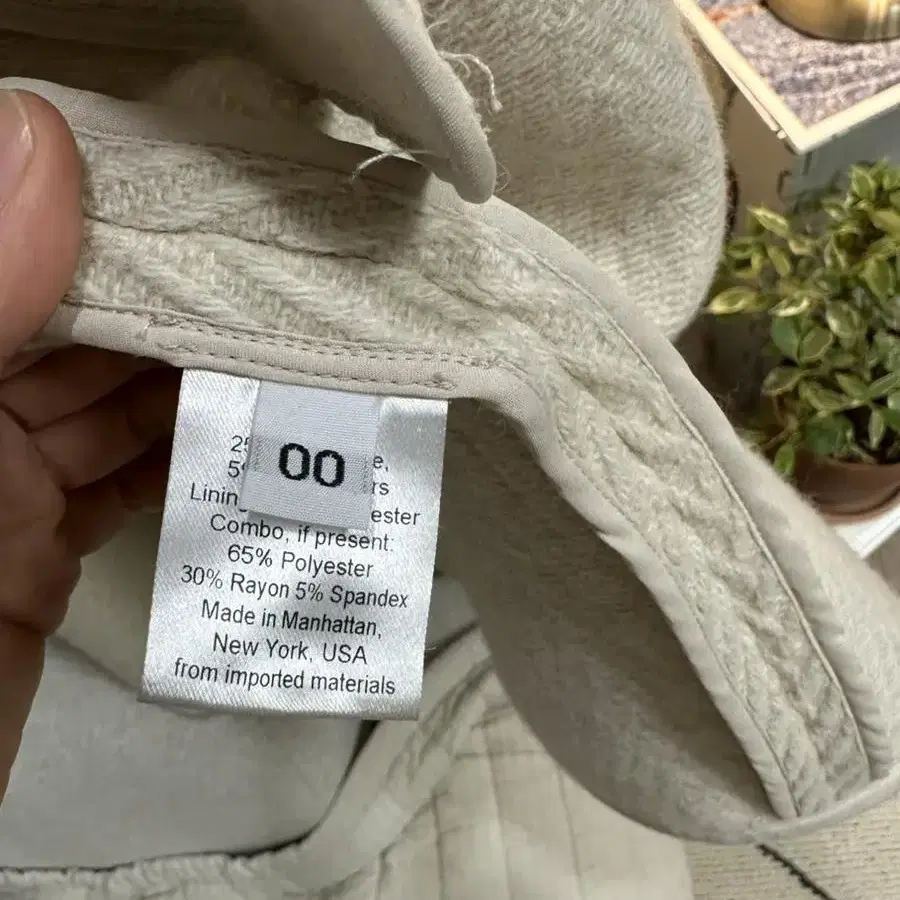 00
Combo, if present:
65% Polyester
30% Rayon 5% Spandex
Made in Manhattan,
New York, USA
from imported materials